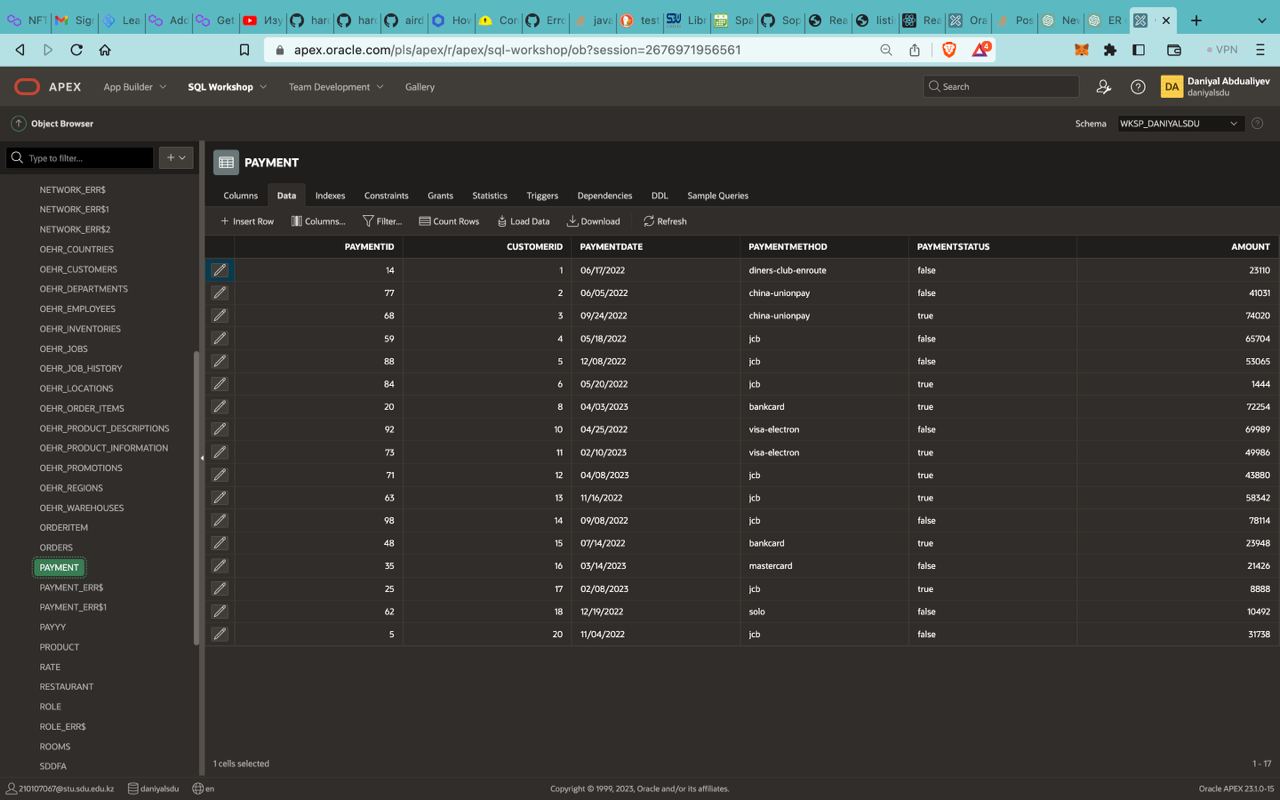 NFT Sign Lea Add Get Изу hard hard aird Hov Cor Erro java test Libr Spa Sop Rea listi Rea Ora Pos Nev ER
apex.oracle.com/pls/apex/r/apex/sql-workshop/ob?session=2676971956561 4 VPN
APEX App Builder SQL Workshop Team Development Gallery Search DA Daniyal Abdualiyev
daniyalsdu
Object Browser Schema WKSP_DANIYALSDU
Type to filter...
PAYMENT
Columns Data Indexes Constraints Grants Statistics Triggers Dependencies DDL Sample Queries
Insert Row Columns... Filter... Count Rows Load Data Download Refresh
NETWORK_ERR$
NETWORK_ERR$1
NETWORK_ERR$2
OEHR_COUNTRIES
OEHR_CUSTOMERS
OEHR_DEPARTMENTS
OEHR_EMPLOYEES
OEHR_INVENTORIES
OEHR_JOBS
OEHR_JOB_HISTORY
OEHR_LOCATIONS
OEHR_ORDER_ITEMS
OEHR_PRODUCT_DESCRIPTIONS
OEHR_PRODUCT_INFORMATION
OEHR_PROMOTIONS
OEHR_REGIONS
OEHR_WAREHOUSES
ORDERITEM
ORDERS
PAYMENT
PAYMENT_ERR$
PAYMENT_ERR$1
PAYYY
PRODUCT
RATE
RESTAURANT
ROLE
ROLE_ERR$
ROOMS
SDDFA
PAYMENTID CUSTOMERID PAYMENTDATE PAYMENTMETHOD PAYMENTSTATUS AMOUNT
14 1 06/17/2022 diners-club-enroute false 23110
77 2 06/05/2022 china-unionpay false 41031
68 3 09/24/2022 china-unionpay true 74020
59 4 05/18/2022 jcb false 65704
88 5 12/08/2022 jcb false 53065
84 6 05/20/2022 jcb true 1444
20 8 04/03/2023 bankcard true 72254
92 10 04/25/2022 visa-electron false 69989
73 11 02/10/2023 visa-electron true 49986
71 12 04/08/2023 jcb true 43880
63 13 11/16/2022 jcb true 58342
98 14 09/08/2022 jcb false 78114
48 15 07/14/2022 bankcard true 23948
35 16 03/14/2023 mastercard false 21426
25 17 02/08/2023 jcb true 8888
62 18 12/19/2022 solo false 10492
5 20 11/04/2022 jcb false 31738
1 cells selected 1 - 17
210107067@stu.sdu.edu.kz daniyalsdu en Copyright © 1999, 2023, Oracle and/or its affiliates. Oracle APEX 23.1.0-15